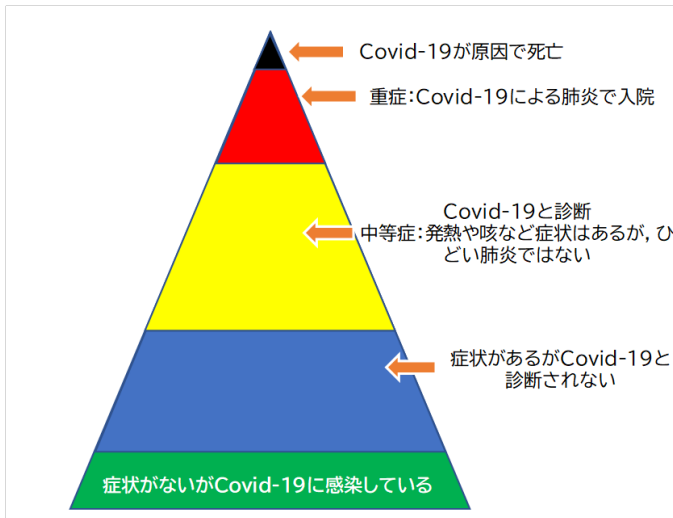 Covid-19が原因で死亡
重症：Covid-19による肺炎で入院
Covid-19と診断
中等症：発熱や咳など症状はあるが，ひ
どい肺炎ではない
症状があるがCovid-19と
診断されない
症状がないがCovid-19に感染している